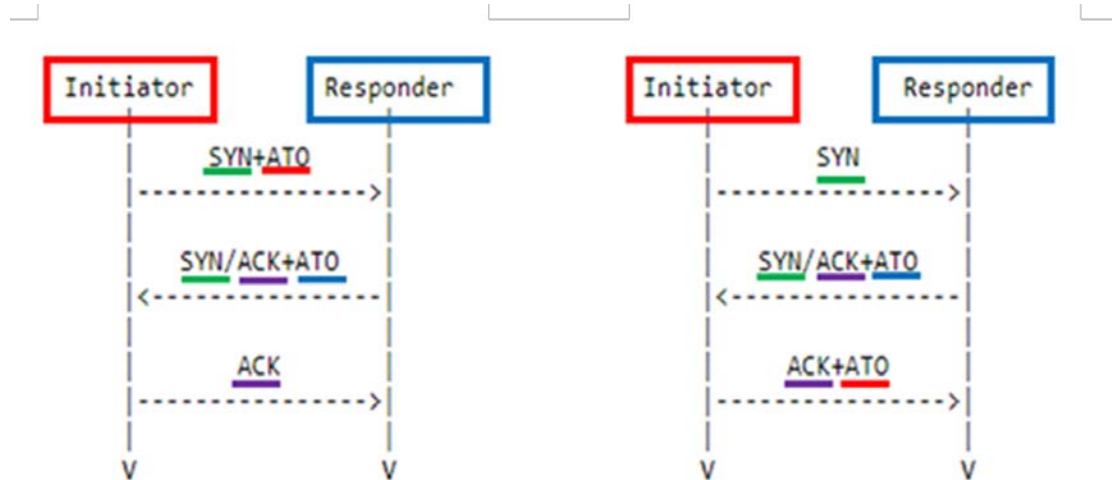 Initiator Responder Initiator Responder
SYN+ATO SYN
SYN/ACK+ATO SYN/ACK+ATO
ACK ACK+ATO
V V V V